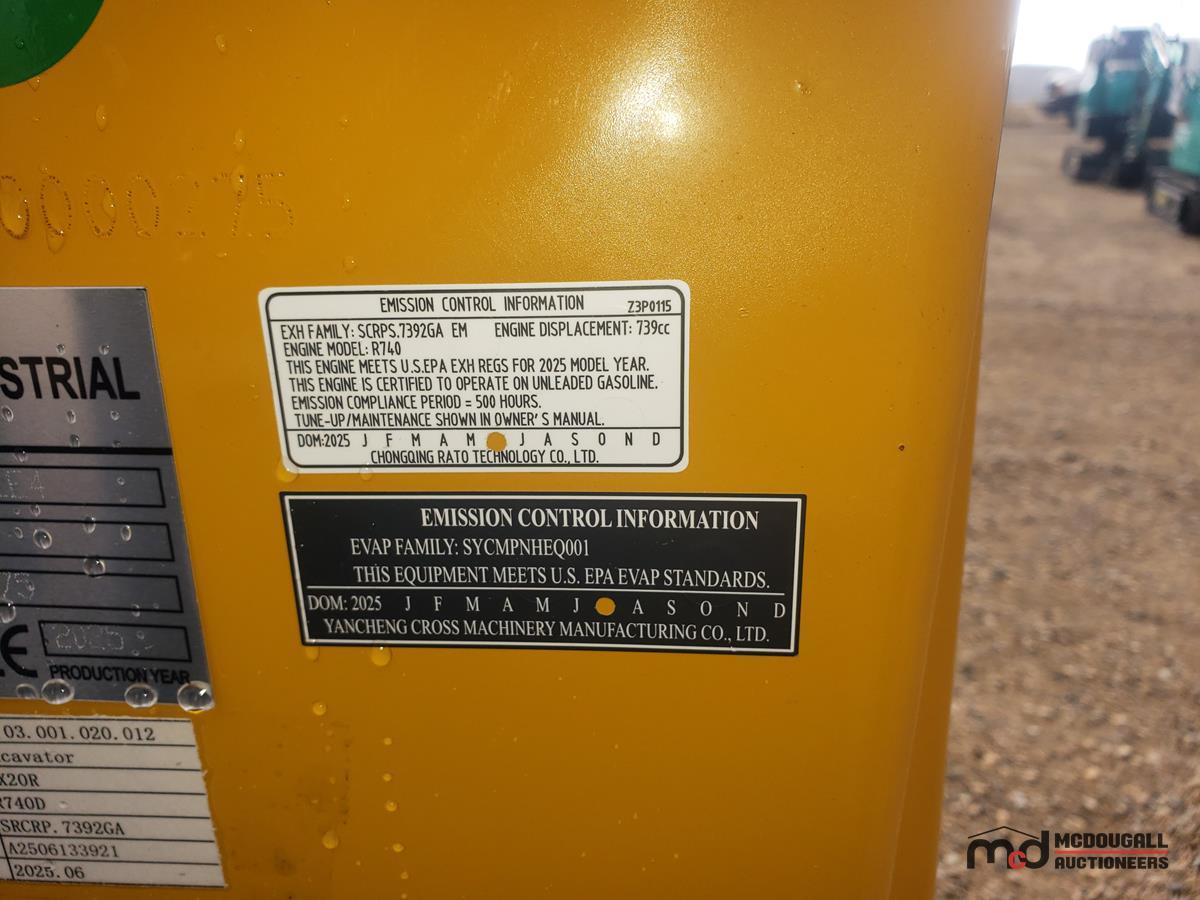 0000275
STRIAL
2025
PRODUCTION YEAR
EMISSION CONTROL INFORMATION Z3P0115
EXH FAMILY: SCRPS.7392GA EM ENGINE DISPLACEMENT: 739cc
ENGINE MODEL: R740
THIS ENGINE MEETS U.S.EPA EXH REGS FOR 2025 MODEL YEAR.
THIS ENGINE IS CERTIFIED TO OPERATE ON UNLEADED GASOLINE.
EMISSION COMPLIANCE PERIOD = 500 HOURS.
TUNE-UP/MAINTENANCE SHOWN IN OWNER'S MANUAL.
DOM:2025 J F M A M J A S O N D
CHONGQING RATO TECHNOLOGY CO., LTD.
EMISSION CONTROL INFORMATION
EVAP FAMILY: SYCMPNHEQ001
THIS EQUIPMENT MEETS U.S. EPA EVAP STANDARDS.
DOM: 2025 J F M A M J A S O N D
YANCHENG CROSS MACHINERY MANUFACTURING CO., LTD.
03.001.020.012
cavator
X20R
R740D
SRCRP.7392GA
A2506133921
2025.06
mcd MCDOUGALL
AUCTIONEERS